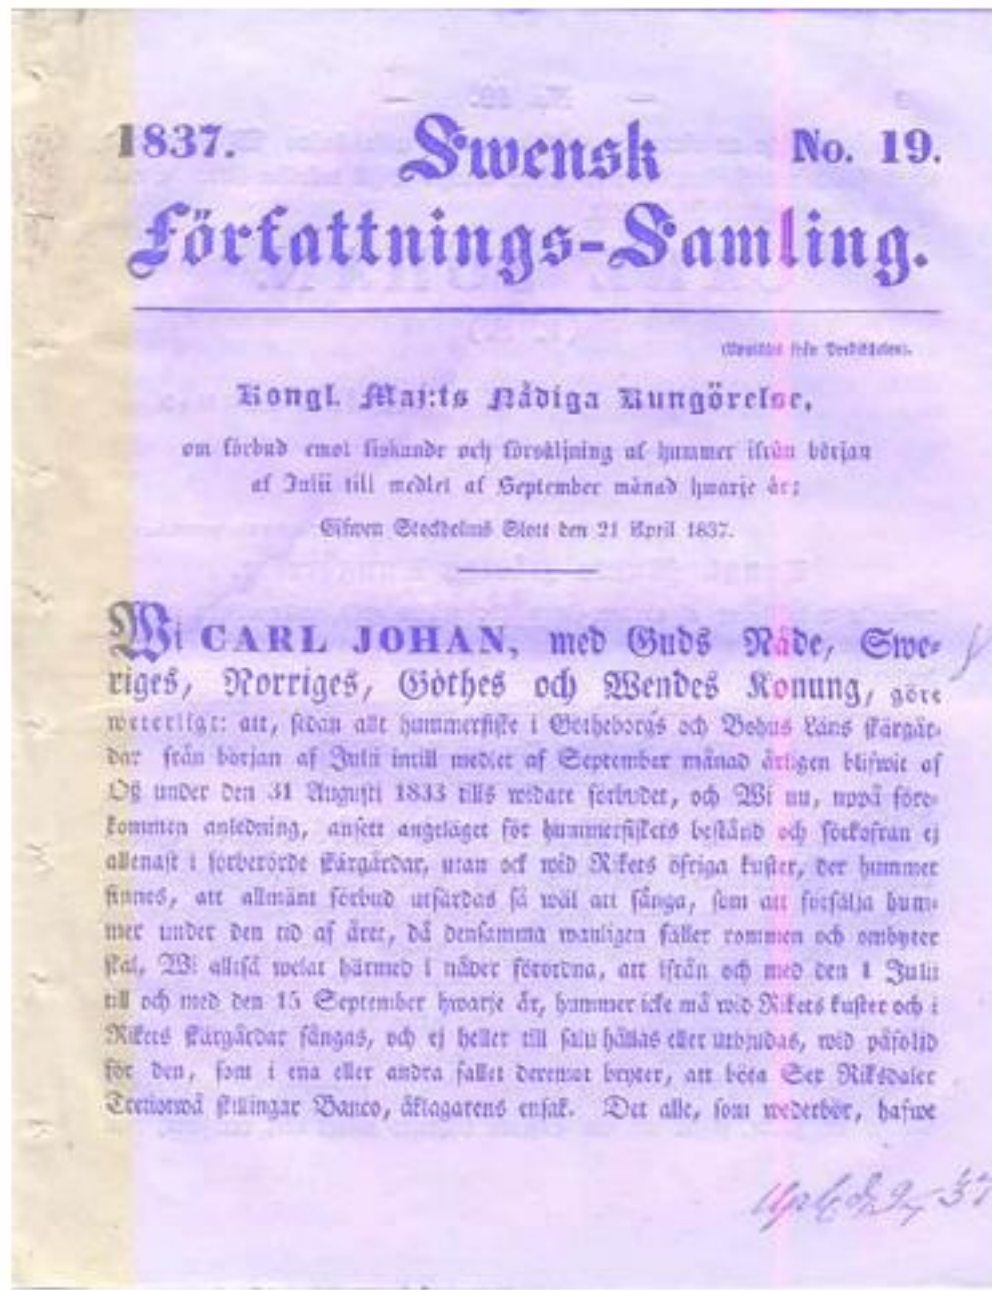 1837.
Swensk
No. 19.
Författnings-Samling.
från Predikstolen).
Kongl. Maj:ts Nådiga Kungörelse,
om förbud emot fiskande och försäljning af hummer ifrån början
af Julii till medlet af September månad hwarje år;
Gifwen Stockholms Slott den 21 April 1837.
Wi CARL JOHAN, med Guds Nåde, Swe-
riges, Norriges, Göthes och Wendes Konung, göre
weterligt: att, sedan allt hummerfiske i Götheborgs och Bohus Läns skärgår-
dar från början af Julii intill medlet af September månad årligen blifwit af
Oß under den 31 Augusti 1833 tills widare förbudet, och Wi nu, uppå före-
kommen anledning, ansett angeläget för hummerfiskets bestånd och förkofran ej
allenast i förberörde skärgårdar, utan ock wid Rikets öfriga kuster, der hummer
finnes, att allmänt förbud utfärdas så wäl att fånga, som att försälja hum-
mer under den tid af året, då densamma wanligen fäller rommen och ombyter
skal, Wi alltså welat härmed i nåder förordna, att ifrån och med den 1 Julii
till och med den 15 September hwarje år, hummer icke må wid Rikets kuster och i
Rikets skärgårdar fångas, och ej heller till salu hållas eller utbjudas, wid påföljd
för den, som i ena eller andra fallet deremot bryter, att böta Sex Riksdaler
Trettiotwå skillingar Banco, åklagarens ensak. Det alle, som wederbör, hafwe